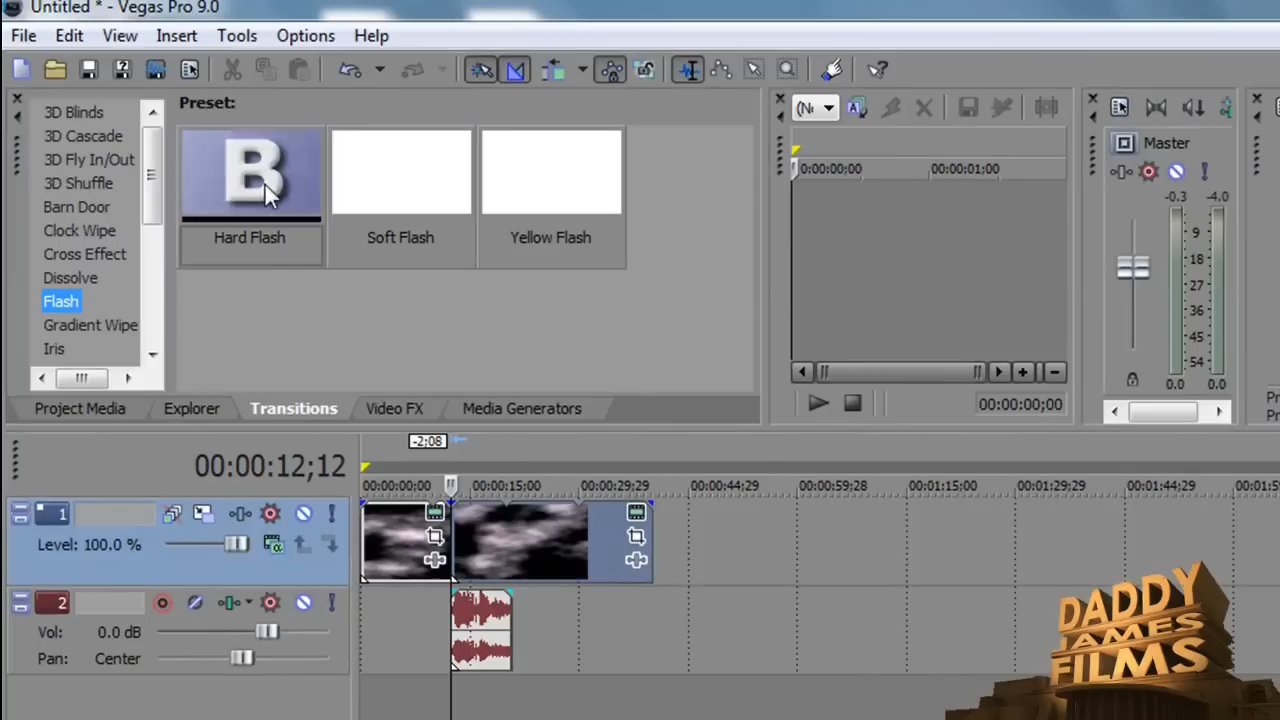 Untitled * - Vegas Pro 9.0
File Edit View Insert Tools Options Help
3D Blinds
3D Cascade
3D Fly In/Out
3D Shuffle
Barn Door
Clock Wipe
Cross Effect
Dissolve
Flash
Gradient Wipe
Iris
Preset:
B
Hard Flash Soft Flash Yellow Flash
Project Media Explorer Transitions Video FX Media Generators
0:00:00;00 00:00:01;00
00:00:00;00
Master
-0.3 -4.0
9
18
27
36
45
54
0.0 0.0
-2;08
00:00:12;12
00:00:00;00 00:00:15;00 00:00:29;29 00:00:44;29 00:00:59;28 00:01:15;00 00:01:29;29 00:01:44;29
1
Level: 100.0 %
2
Vol: 0.0 dB
Pan: Center
DADDY
JAMES
FILMS